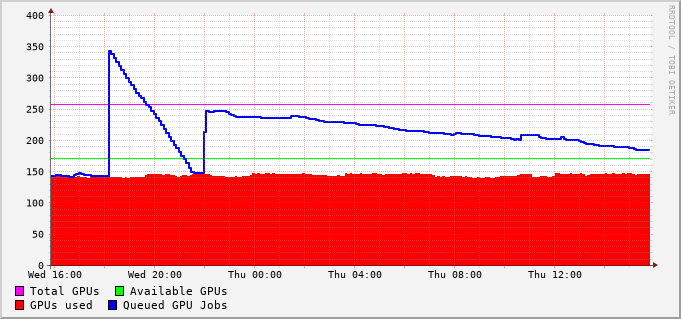 400
350
300
250
200
150
100
50
0
Wed 16:00 Wed 20:00 Thu 00:00 Thu 04:00 Thu 08:00 Thu 12:00
Total GPUs Available GPUs
GPUs used Queued GPU Jobs
RRDTOOL / TOBI OETIKER